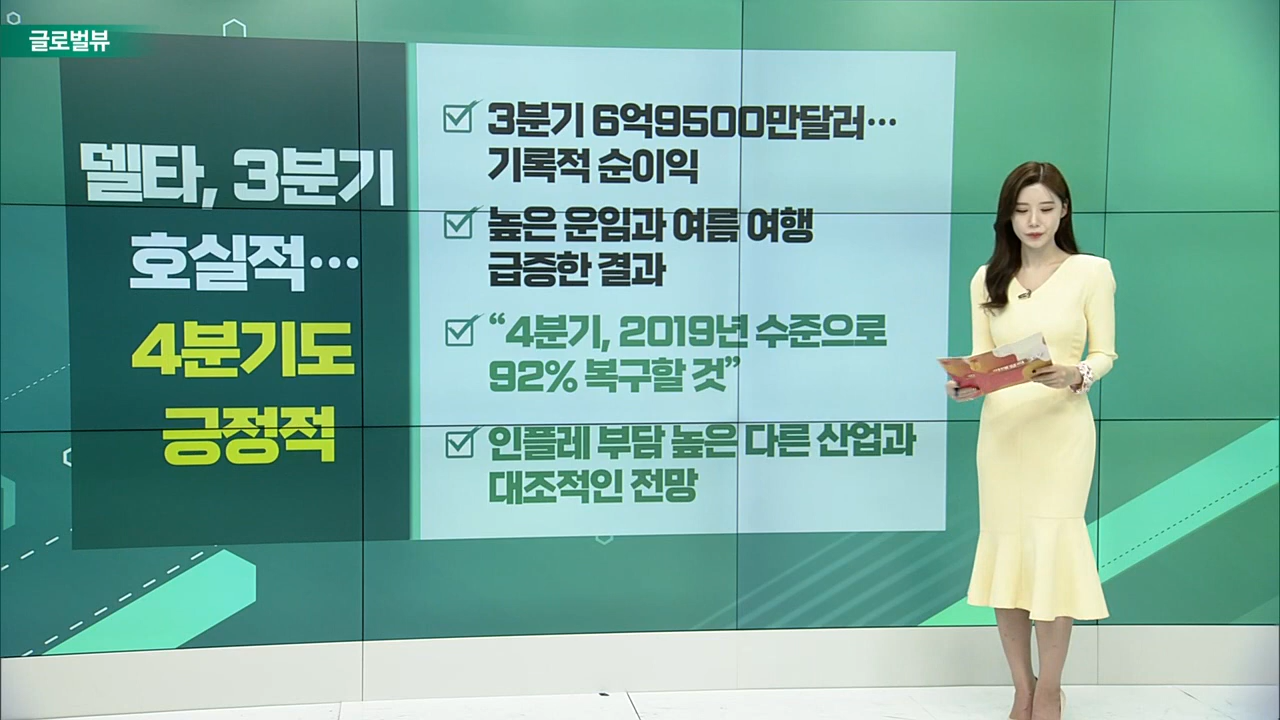 글로벌뷰
델타, 3분기
호실적…
4분기도
긍정적
3분기 6억9500만달러…
기록적 순이익
높은 운임과 여름 여행
급증한 결과
“4분기, 2019년 수준으로
92% 복구할 것”
인플레 부담 높은 다른 산업과
대조적인 전망